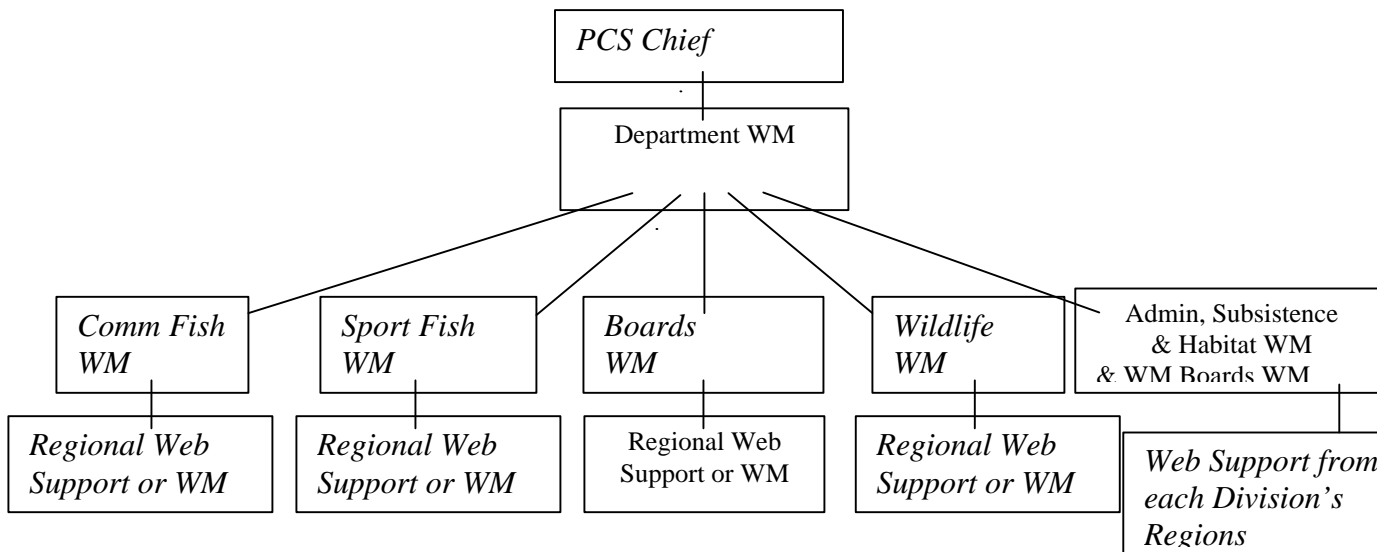 PCS Chief
Department WM
Comm Fish
WM
Sport Fish
WM
Boards
WM
Wildlife
WM
Admin, Subsistence
& Habitat WM
& WM Boards WM
Regional Web
Support or WM
Regional Web
Support or WM
Regional Web
Support or WM
Regional Web
Support or WM
Web Support from
each Division’s
Regions